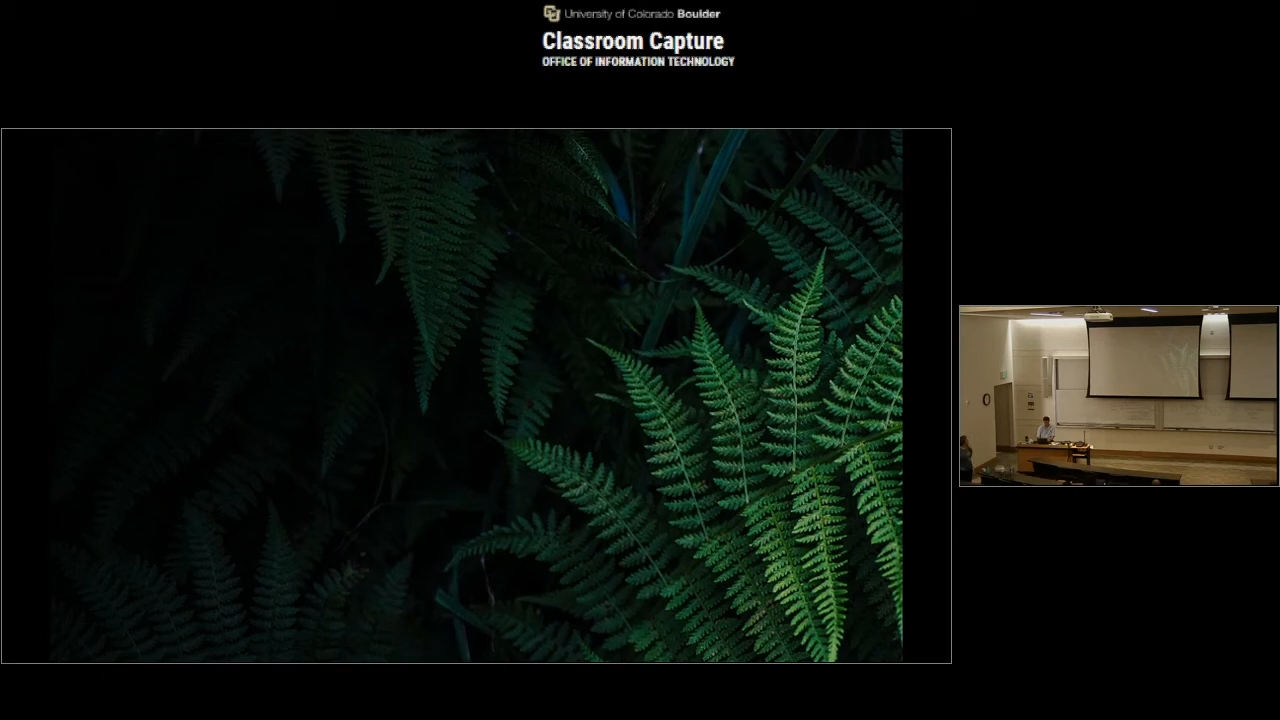 University of Colorado Boulder
Classroom Capture
OFFICE OF INFORMATION TECHNOLOGY